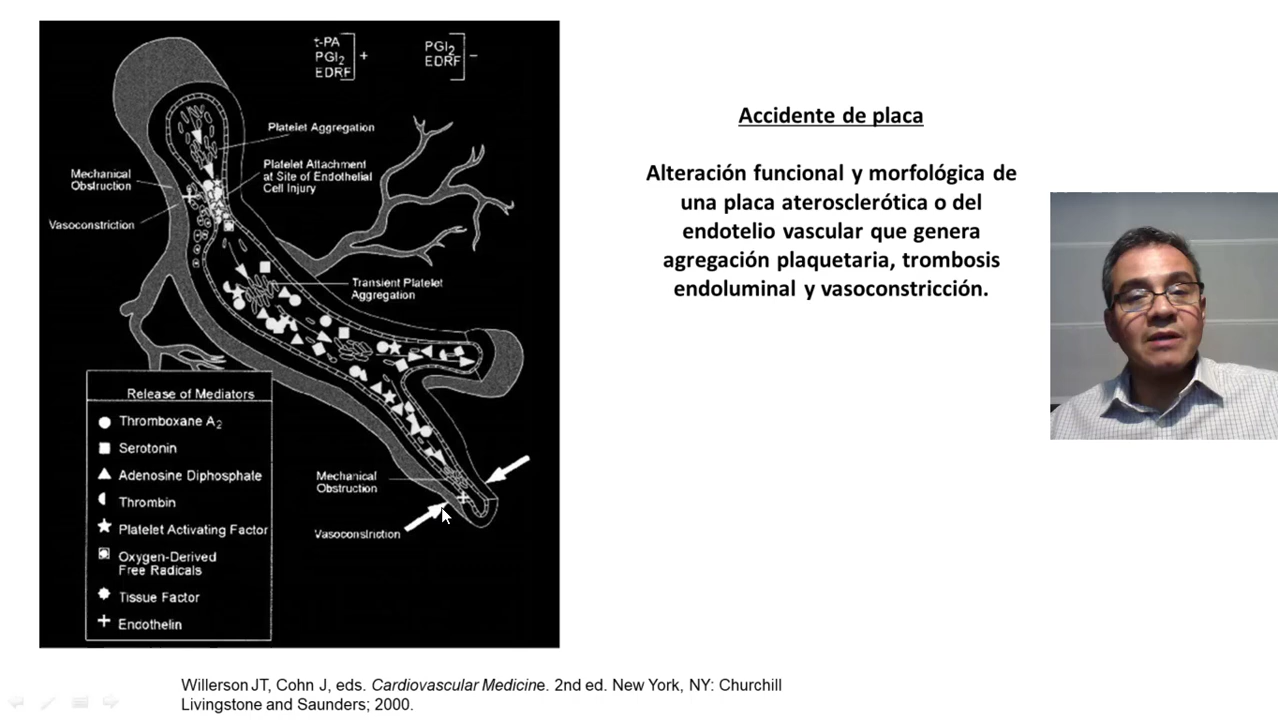 t-PA
PGI2
EDRF
+
PGI2
EDRF
−
Platelet Aggregation
Platelet Attachment
at Site of Endothelial
Cell Injury
Mechanical
Obstruction
Vasoconstriction
Transient Platelet
Aggregation
Release of Mediators
Thromboxane A2
Serotonin
Adenosine Diphosphate
Thrombin
Platelet Activating Factor
Oxygen-Derived
Free Radicals
Tissue Factor
Endothelin
Mechanical
Obstruction
Vasoconstriction
Accidente de placa
Alteración funcional y morfológica de
una placa aterosclerótica o del
endotelio vascular que genera
agregación plaquetaria, trombosis
endoluminal y vasoconstricción.
Willerson JT, Cohn J, eds. Cardiovascular Medicine. 2nd ed. New York, NY: Churchill
Livingstone and Saunders; 2000.